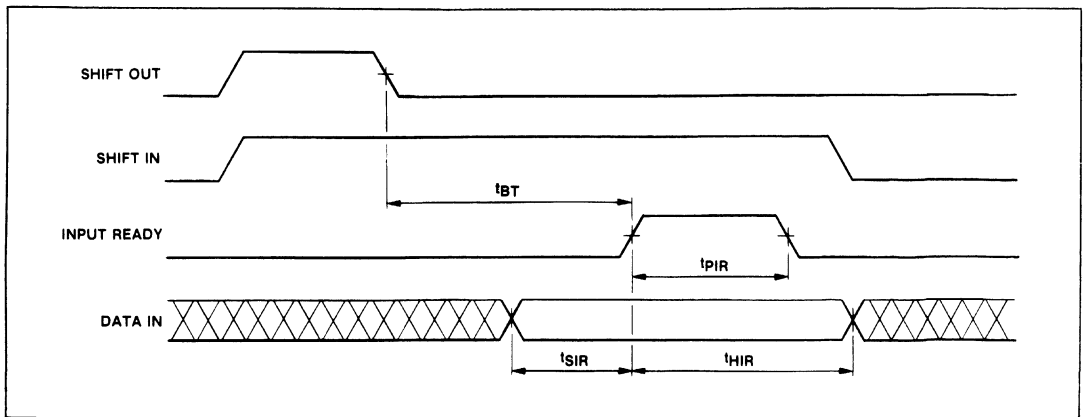 SHIFT OUT
SHIFT IN
tBT
INPUT READY
tPIR
DATA IN
tSIR
tHIR